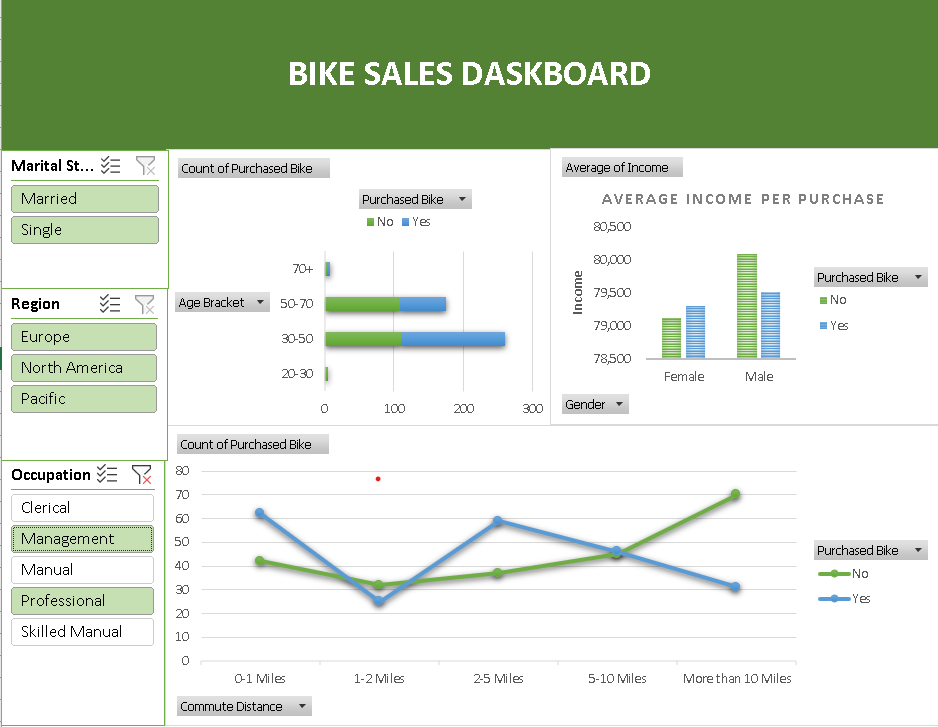 BIKE SALES DASKBOARD
Marital St...
Married
Single
Region
Europe
North America
Pacific
Occupation
Clerical
Management
Manual
Professional
Skilled Manual
Count of Purchased Bike
Purchased Bike
No Yes
Age Bracket
70+
50-70
30-50
20-30
0 100 200 300
Average of Income
AVERAGE INCOME PER PURCHASE
Income
80,500
80,000
79,500
79,000
78,500
Female Male
Purchased Bike
No
Yes
Gender
Count of Purchased Bike
80
70
60
50
40
30
20
10
0
0-1 Miles 1-2 Miles 2-5 Miles 5-10 Miles More than 10 Miles
Purchased Bike
No
Yes
Commute Distance